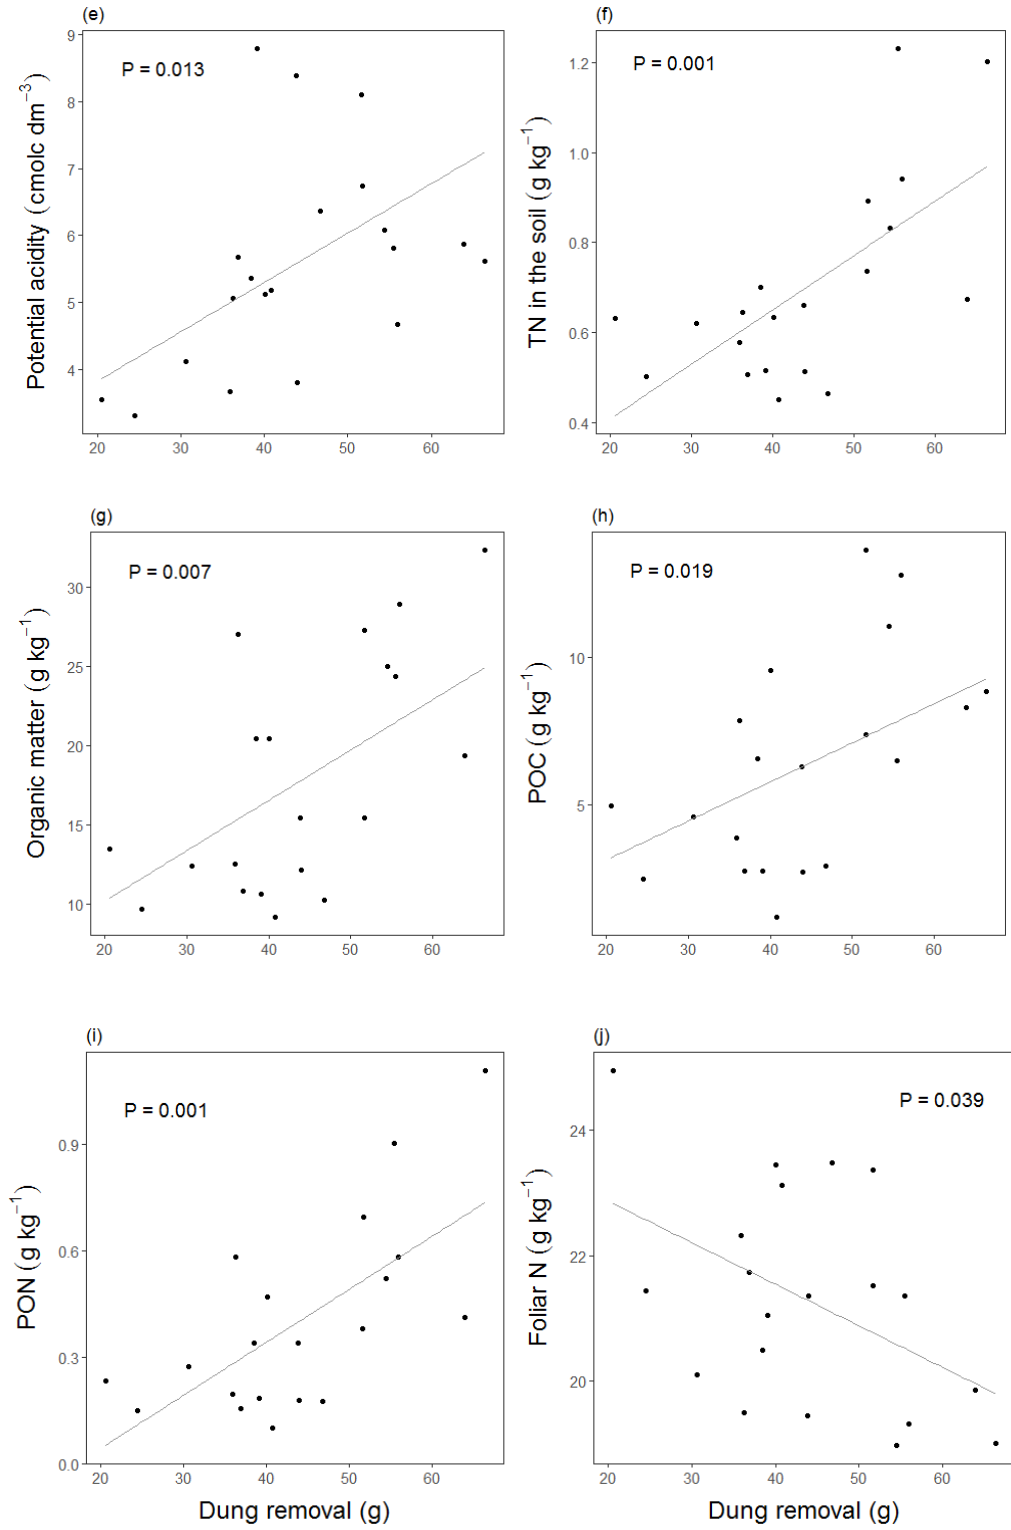 (e)
P = 0.013
Potential acidity (cmolc dm⁻³)
9
8
7
6
5
4
20 30 40 50 60
(f)
P = 0.001
TN in the soil (g kg⁻¹)
1.2
1.0
0.8
0.6
0.4
20 30 40 50 60
(g)
P = 0.007
Organic matter (g kg⁻¹)
30
25
20
15
10
20 30 40 50 60
(h)
P = 0.019
POC (g kg⁻¹)
10
5
20 30 40 50 60
(i)
P = 0.001
PON (g kg⁻¹)
0.9
0.6
0.3
0.0
20 30 40 50 60
Dung removal (g)
(j)
P = 0.039
Foliar N (g kg⁻¹)
24
22
20
20 30 40 50 60
Dung removal (g)